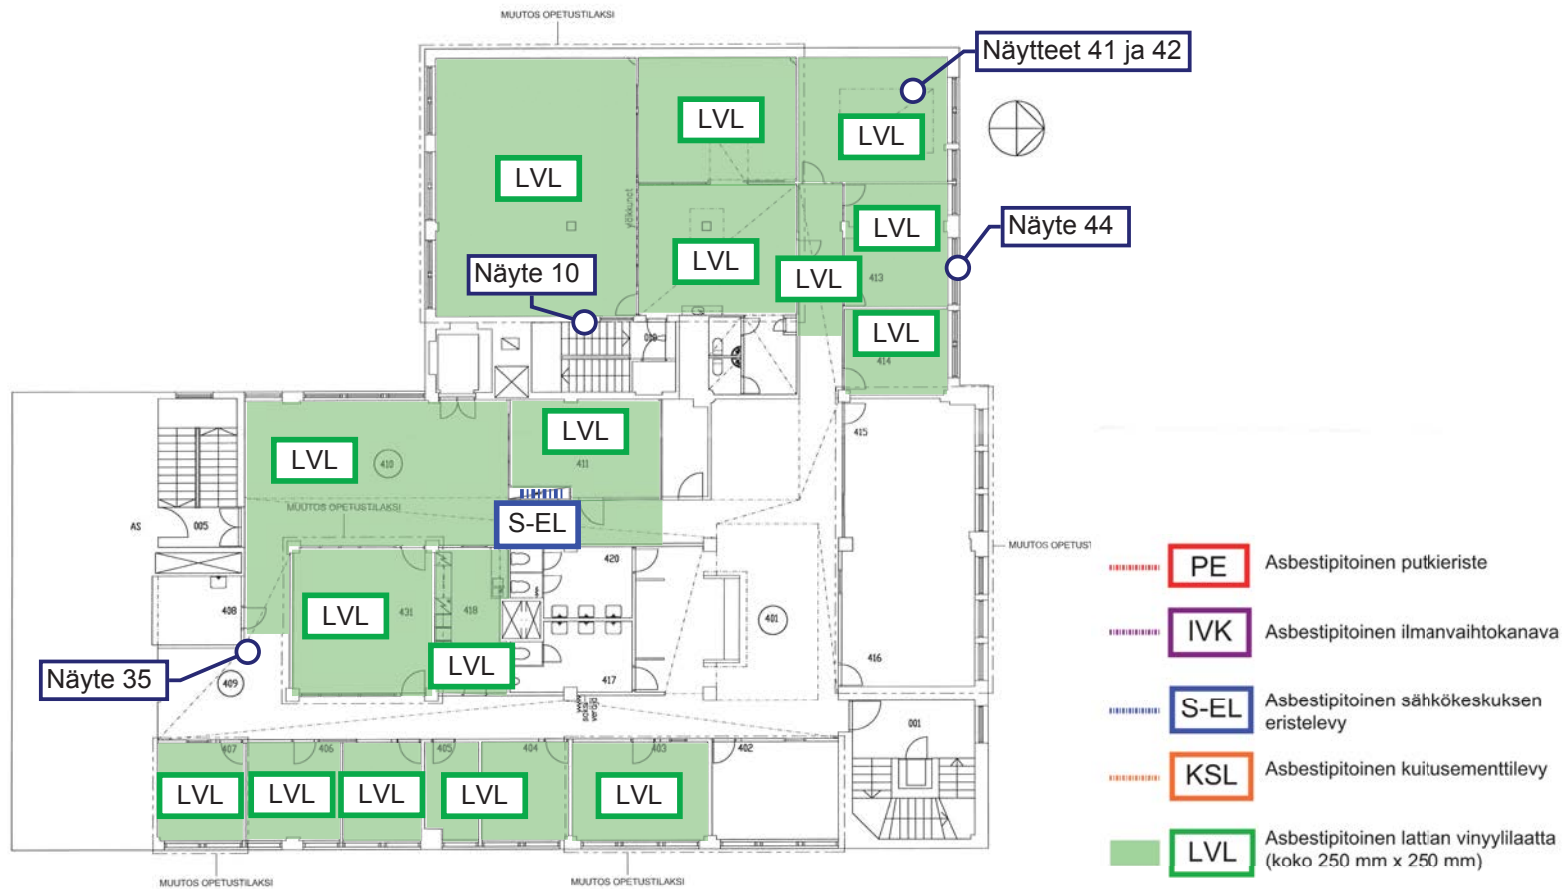 MUUTOS OPETUSTILAKSI
Näytteet 41 ja 42
LVL
LVL
LVL
yläikkunat
LVL
Näyte 44
LVL
Näyte 10
LVL
413
LVL
009
414
415
LVL
LVL
411
410
MUUTOS OPETUSTILAKSI
S-EL
AS
005
MUUTOS OPETUST
420
408
LVL
431
418
401
LVL
416
Näyte 35
409
417
001
407
406
405
404
403
402
LVL
LVL
LVL
LVL
LVL
MUUTOS OPETUSTILAKSI
MUUTOS OPETUSTILAKSI
PE
Asbestipitoinen putkieriste
IVK
Asbestipitoinen ilmanvaihtokanava
S-EL
Asbestipitoinen sähkökeskuksen
eristelevy
KSL
Asbestipitoinen kuitusementtilevy
LVL
Asbestipitoinen lattian vinyylilaatta
(koko 250 mm x 250 mm)